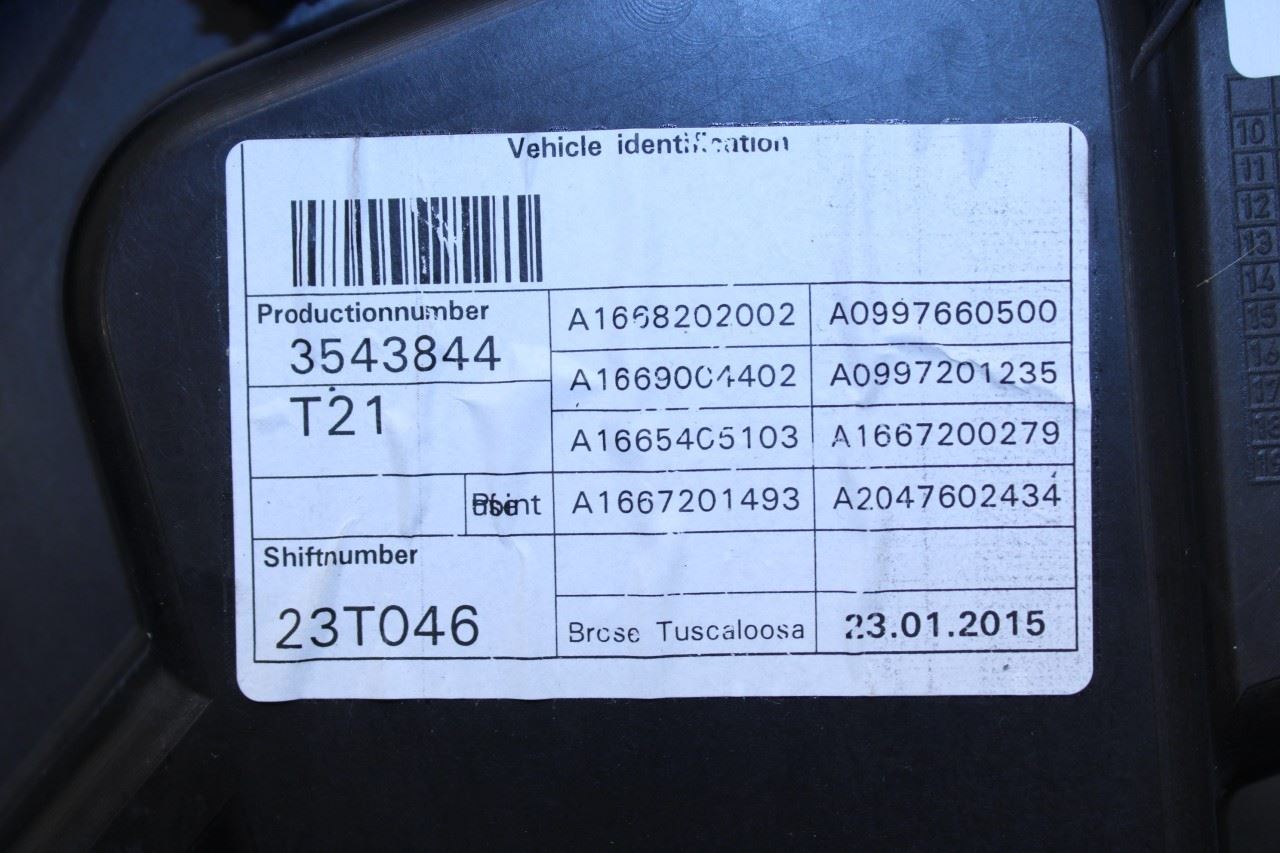 Vehicle identification
Productionnumber
3543844
A1668202002 A0997660500
A1669004402 A0997201235
T21
A1665405103 A1667200279
A1667201493 A2047602434
Shiftnumber
23T046
Brose Tuscaloosa 23.01.2015
10
11
12
13
14
15
16
17
18